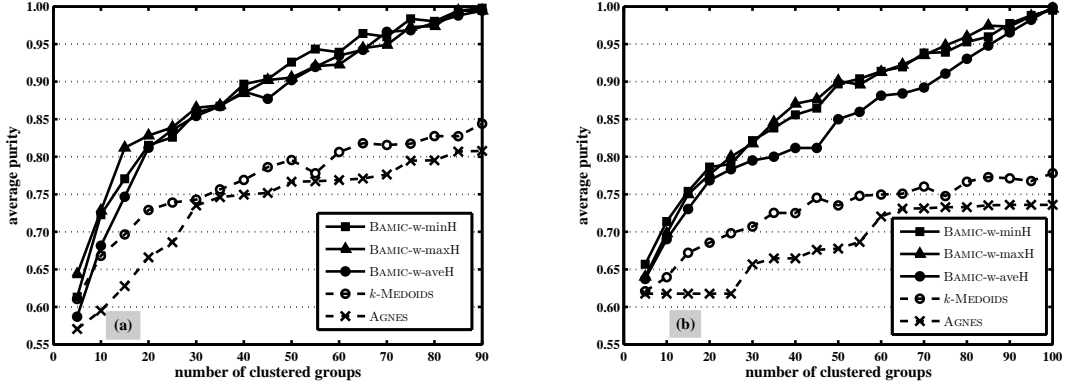 1.00
0.95
0.90
0.85
0.80
0.75
0.70
0.65
0.60
0.55
average purity
0 10 20 30 40 50 60 70 80 90
number of clustered groups
(a)
BAMIC-w-minH
BAMIC-w-maxH
BAMIC-w-aveH
k-MEDOIDS
AGNES
1.00
0.95
0.90
0.85
0.80
0.75
0.70
0.65
0.60
0.55
average purity
0 10 20 30 40 50 60 70 80 90 100
number of clustered groups
(b)
BAMIC-w-minH
BAMIC-w-maxH
BAMIC-w-aveH
k-MEDOIDS
AGNES